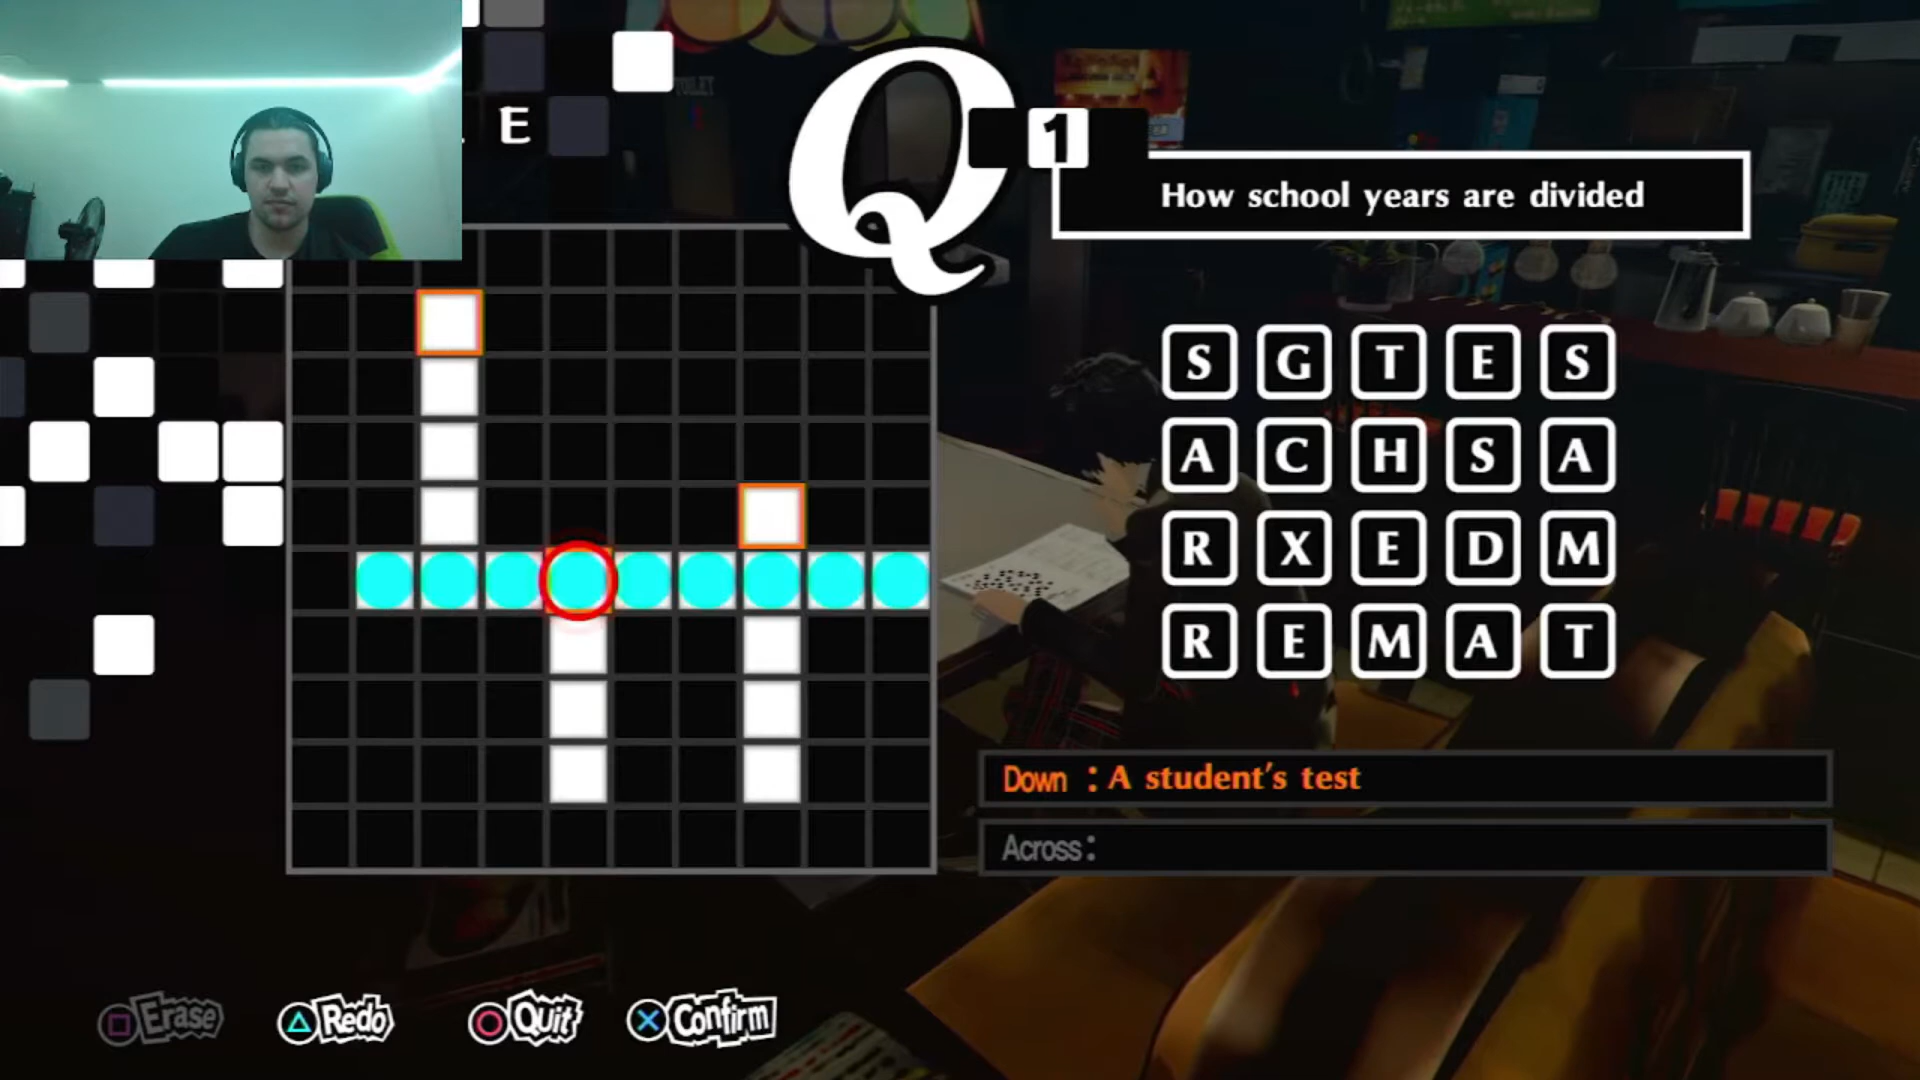 E
Q
1
How school years are divided
S G T E S
A C H S A
R X E D M
R E M A T
Down : A student's test
Across:
Erase
Redo
Quit
Confirm